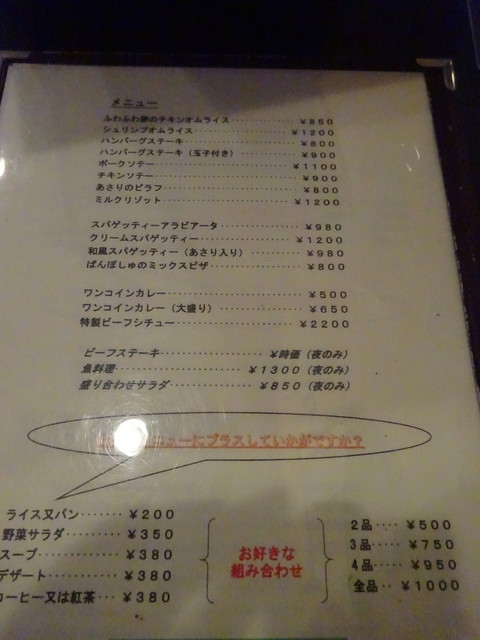 メニュー
ふわふわ卵のチキンオムライス･････････････￥８５０
シュリンプオムライス･･････････････￥１２００
ハンバーグステーキ････････････････￥８００
ハンバーグステーキ（玉子付き）･････････￥９００
ポークソテー････････････････････￥１１００
チキンソテー････････････････････￥９００
あさりのピラフ･･････････････････￥８００
ミルクリゾット･･････････････････￥１２００
スパゲッティーアラビアータ･･･････････￥９８０
クリームスパゲッティー････････････￥１２００
和風スパゲッティー（あさり入り）･･･････￥９８０
ばんぼしゅのミックスピザ･･･････････￥８００
ワンコインカレー･････････････････￥５００
ワンコインカレー（大盛り）･･････････￥６５０
特製ビーフシチュー･･･････････････￥２２００
ビーフステーキ･･････････････￥時価（夜のみ）
魚料理･･････････････････￥１３００（夜のみ）
盛り合わせサラダ････････････￥８５０（夜のみ）
ューにプラスしていかがですか？
ライス又パン･･････￥２００
野菜サラダ･･･････￥３５０
スープ･･････････￥３８０
デザート････････￥３８０
コーヒー又は紅茶･･･￥３８０
お好きな
組み合わせ
２品････￥５００
３品････￥７５０
４品････￥９５０
全品･･￥１０００